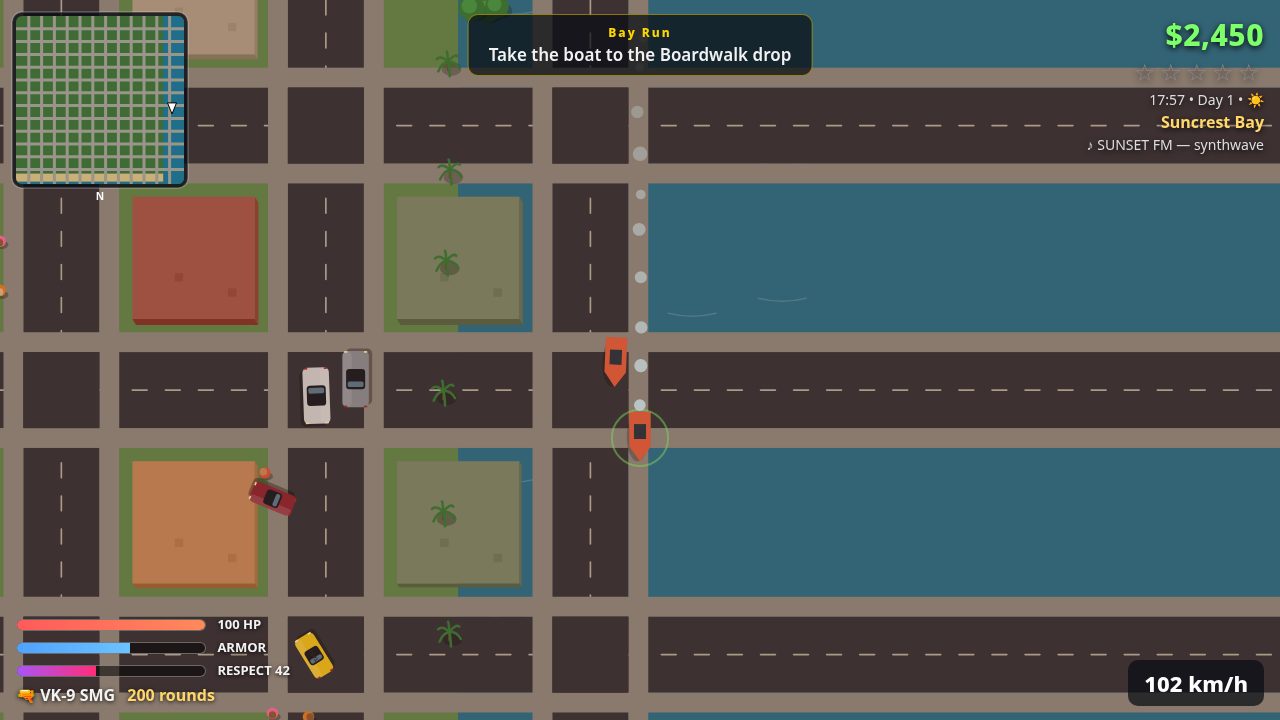 Bay Run
Take the boat to the Boardwalk drop
$2,450
17:57 • Day 1 • ☀️
Suncrest Bay
♪ SUNSET FM — synthwave
N
100 HP
ARMOR
RESPECT 42
VK-9 SMG 200 rounds
102 km/h